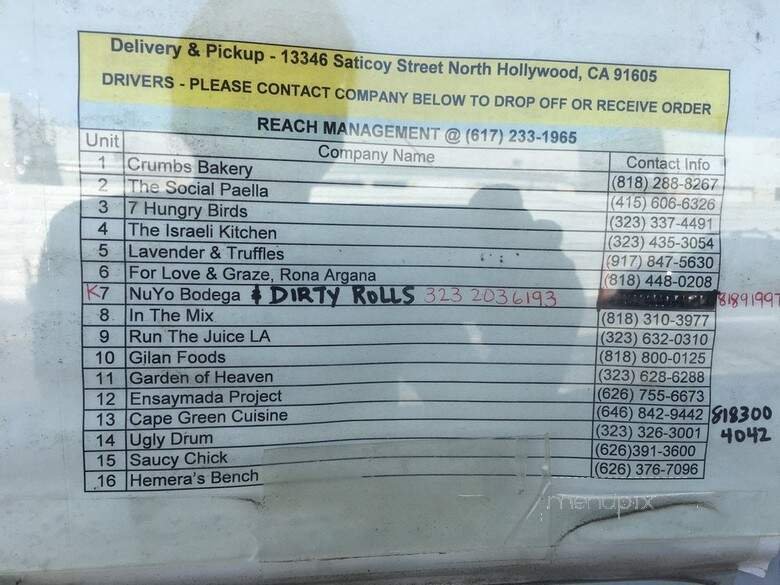 Delivery & Pickup - 13346 Saticoy Street North Hollywood, CA 91605
DRIVERS - PLEASE CONTACT COMPANY BELOW TO DROP OFF OR RECEIVE ORDER
REACH MANAGEMENT @ (617) 233-1965
Unit Company Name Contact Info
1 Crumbs Bakery (818) 288-8267
2 The Social Paella (415) 606-6326
3 7 Hungry Birds (323) 337-4491
4 The Israeli Kitchen (323) 435-3054
5 Lavender & Truffles (917) 847-5630
6 For Love & Graze, Rona Argana (818) 448-0208
K7 NuYo Bodega & DIRTY ROLLS 323 2036193
8 In The Mix (818) 310-3977
9 Run The Juice LA (323) 632-0310
10 Gilan Foods (818) 800-0125
11 Garden of Heaven (323) 628-6288
12 Ensaymada Project (626) 755-6673
13 Cape Green Cuisine (646) 842-9442 818300
4042
14 Ugly Drum (323) 326-3001
15 Saucy Chick (626)391-3600
16 Hemera's Bench (626) 376-7096
menupix